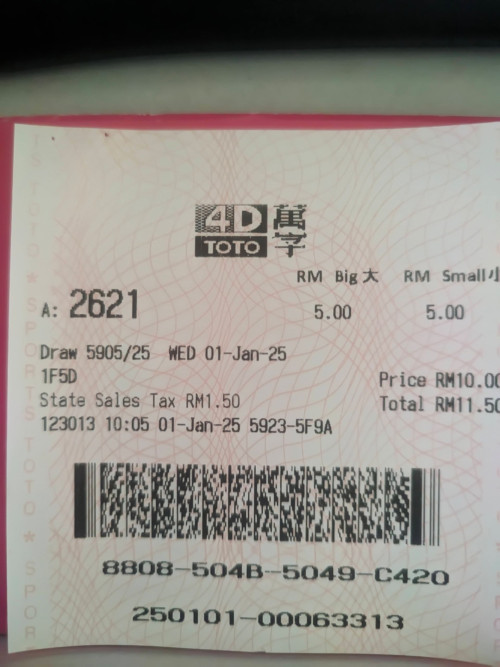 4D 萬字
TOTO
RM Big 大 RM Small 小
A: 2621 5.00 5.00
Draw 5905/25 WED 01-Jan-25
1F5D
Price RM10.00
State Sales Tax RM1.50
Total RM11.50
123013 10:05 01-Jan-25 5923-5F9A
8808-504B-5049-C420
250101-00063313